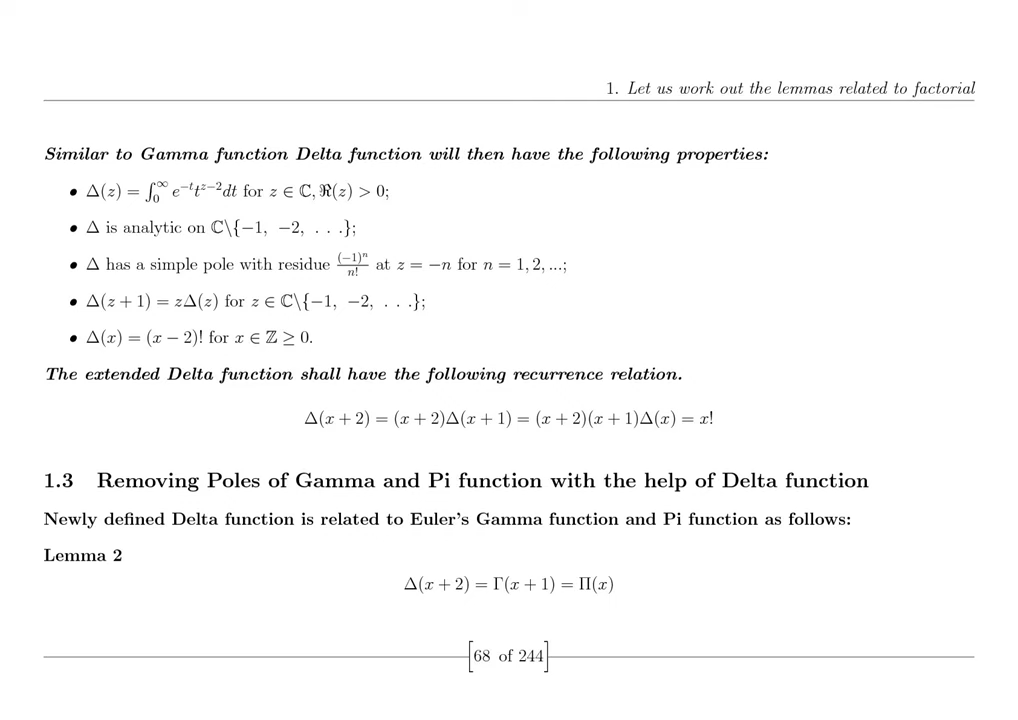 1. Let us work out the lemmas related to factorial
Similar to Gamma function Delta function will then have the following properties:
• Δ(z) = ∫₀^∞ e^{−t}t^{z−2}dt for z ∈ ℂ, ℜ(z) > 0;
• Δ is analytic on ℂ\{−1, −2, . . .};
• Δ has a simple pole with residue (−1)^n/n! at z = −n for n = 1, 2, ...;
• Δ(z + 1) = zΔ(z) for z ∈ ℂ\{−1, −2, . . .};
• Δ(x) = (x − 2)! for x ∈ ℤ ≥ 0.
The extended Delta function shall have the following recurrence relation.
Δ(x + 2) = (x + 2)Δ(x + 1) = (x + 2)(x + 1)Δ(x) = x!
1.3 Removing Poles of Gamma and Pi function with the help of Delta function
Newly defined Delta function is related to Euler's Gamma function and Pi function as follows:
Lemma 2
Δ(x + 2) = Γ(x + 1) = Π(x)
[68 of 244]